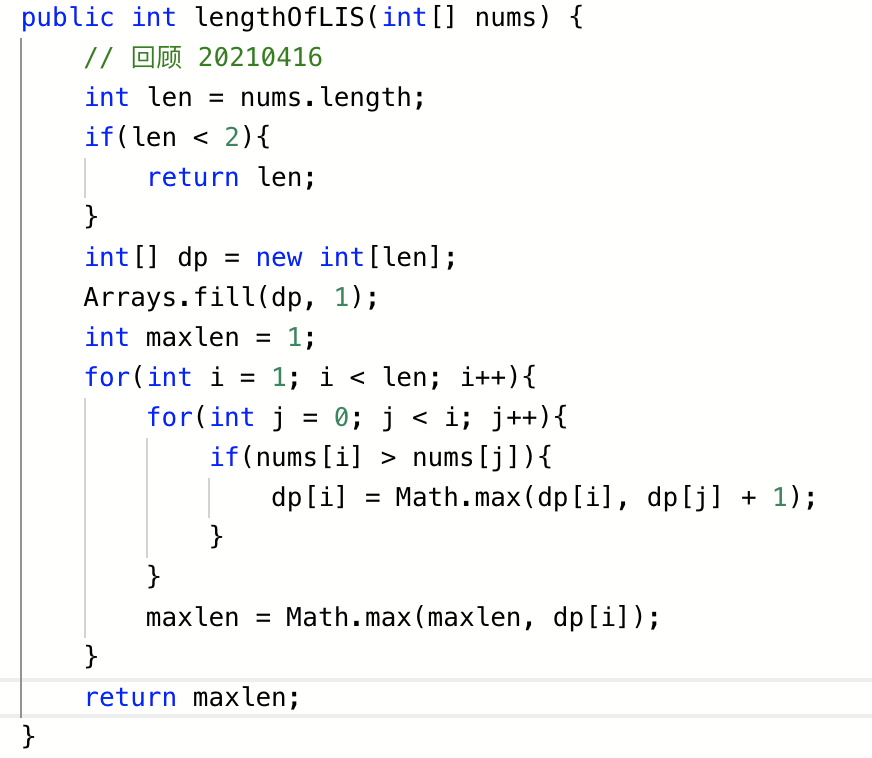 public int lengthOfLIS(int[] nums) {
    // 回顾 20210416
    int len = nums.length;
    if(len < 2){
        return len;
    }
    int[] dp = new int[len];
    Arrays.fill(dp, 1);
    int maxlen = 1;
    for(int i = 1; i < len; i++){
        for(int j = 0; j < i; j++){
            if(nums[i] > nums[j]){
                dp[i] = Math.max(dp[i], dp[j] + 1);
            }
        }
        maxlen = Math.max(maxlen, dp[i]);
    }
    return maxlen;
}